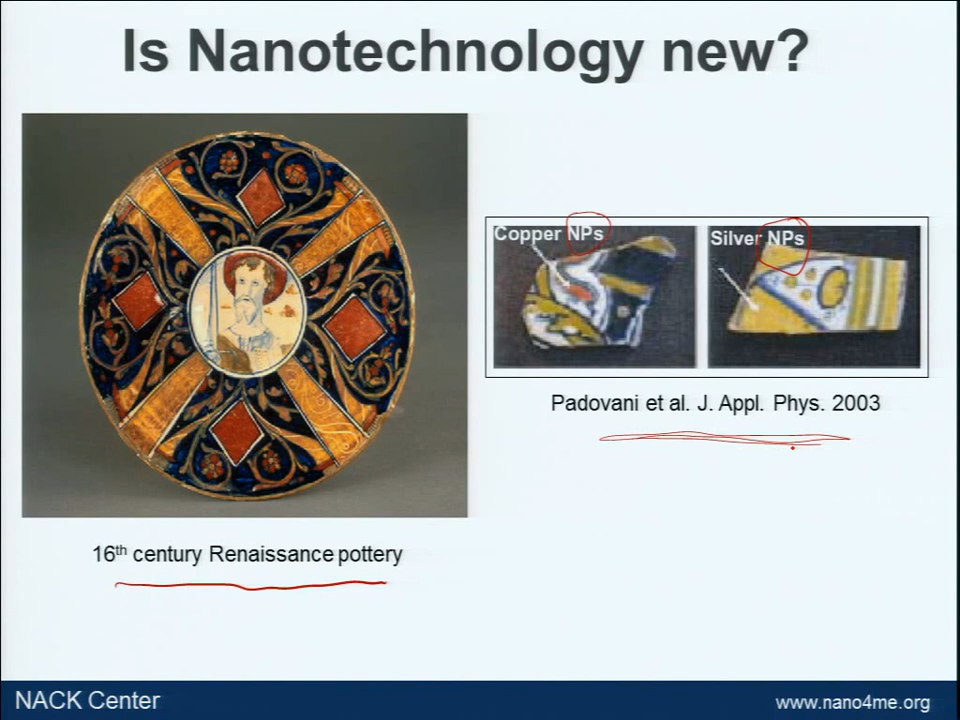 Is Nanotechnology new?
Copper NPs
Silver NPs
Padovani et al. J. Appl. Phys. 2003
16th century Renaissance pottery
NACK Center
www.nano4me.org